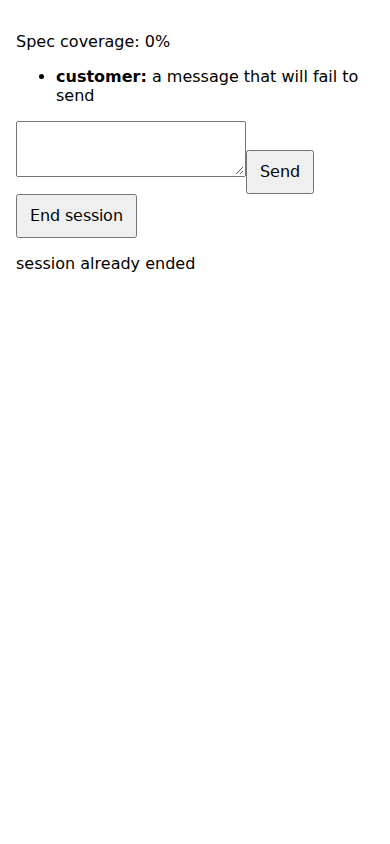 Spec coverage: 0%
customer: a message that will fail to
send
Send
End session
session already ended